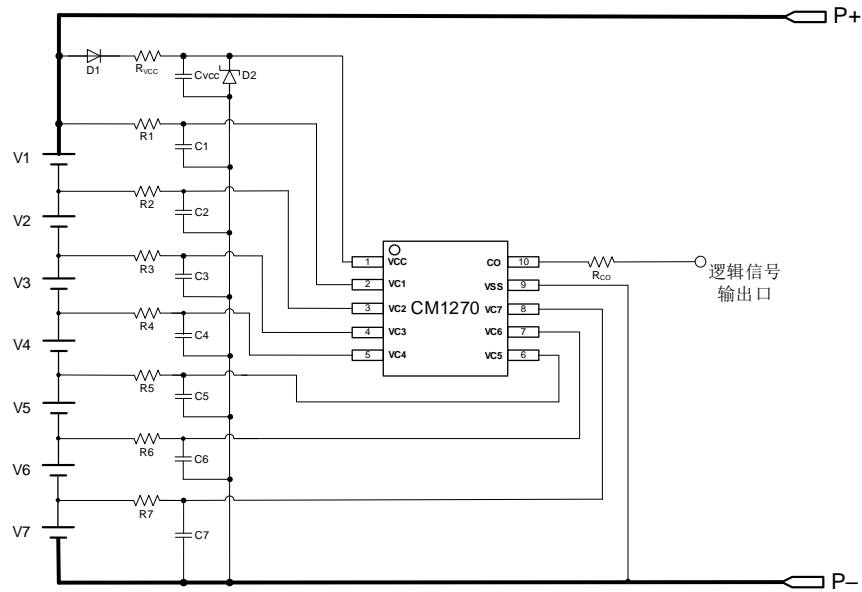 P+
D1
RVCC
Cvcc
D2
R1
C1
V1
R2
C2
V2
R3
C3
V3
R4
C4
V4
R5
C5
V5
R6
C6
V6
R7
C7
V7
1 VCC
2 VC1
3 VC2
4 VC3
5 VC4
CM1270
CO 10
VSS 9
VC7 8
VC6 7
VC5 6
RCO
逻辑信号
输出口
P–